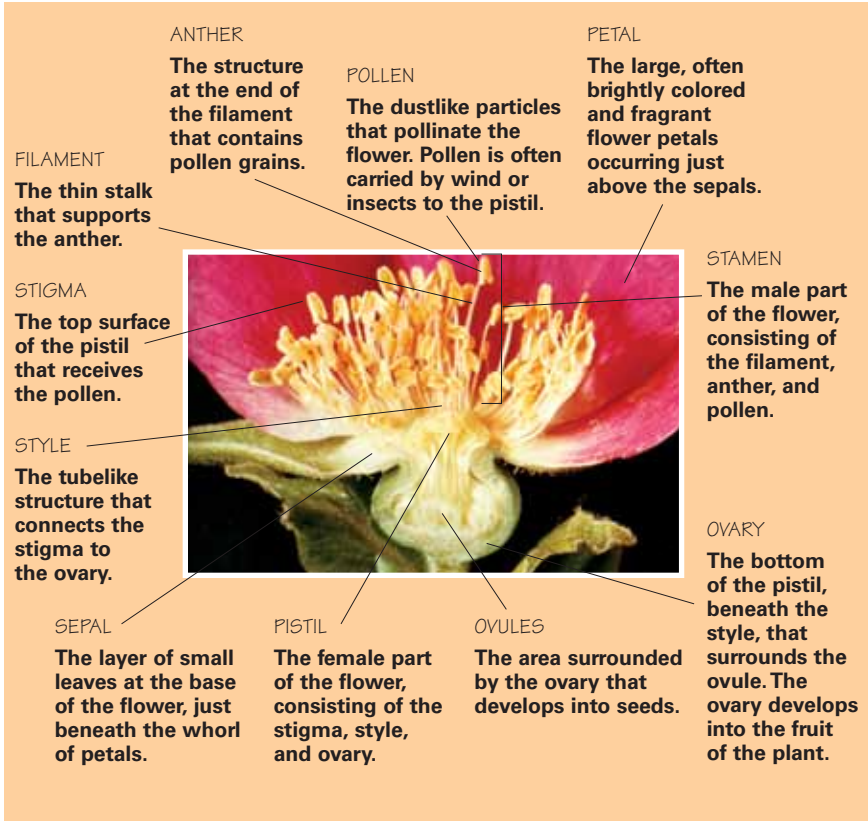 ANTHER
The structure
at the end of
the filament
that contains
pollen grains.
POLLEN
The dustlike particles
that pollinate the
flower. Pollen is often
carried by wind or
insects to the pistil.
PETAL
The large, often
brightly colored
and fragrant
flower petals
occurring just
above the sepals.
FILAMENT
The thin stalk
that supports
the anther.
STIGMA
The top surface
of the pistil
that receives
the pollen.
STYLE
The tubelike
structure that
connects the
stigma to
the ovary.
STAMEN
The male part
of the flower,
consisting of
the filament,
anther, and
pollen.
SEPAL
The layer of small
leaves at the base
of the flower, just
beneath the whorl
of petals.
PISTIL
The female part
of the flower,
consisting of the
stigma, style,
and ovary.
OVULES
The area surrounded
by the ovary that
develops into seeds.
OVARY
The bottom
of the pistil,
beneath the
style, that
surrounds the
ovule. The
ovary develops
into the fruit
of the plant.